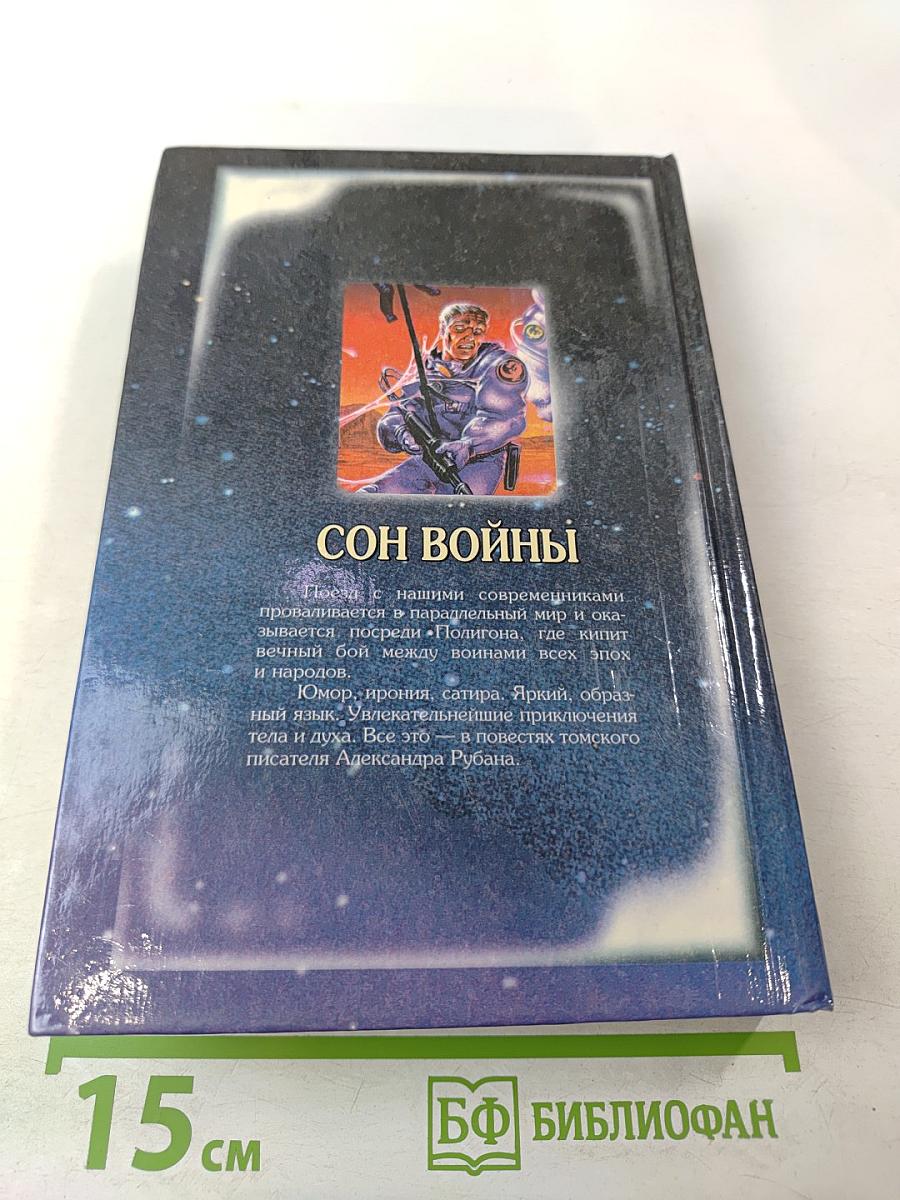 СОН ВОЙНЫ
Поезд с нашими современниками
проваливается в параллельный мир и ока-
зывается посреди Полигона, где кипит
вечный бой между воинами всех эпох
и народов.
Юмор, ирония, сатира. Яркий, образ-
ный язык. Увлекательнейшие приключения
тела и духа. Все это — в повестях томского
писателя Александра Рубана.
15 см
БФ БИБЛИОФАН